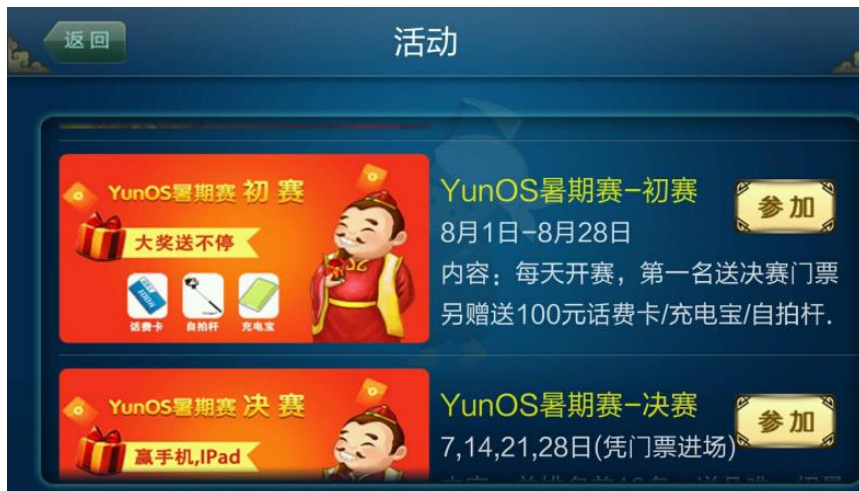 返回
活动
YunOS暑期赛 初 赛
大奖送不停
100元
话费卡 自拍杆 充电宝
YunOS暑期赛-初赛
参加
8月1日-8月28日
内容：每天开赛，第一名送决赛门票
另赠送100元话费卡/充电宝/自拍杆.
YunOS暑期赛 决 赛
赢手机,IPad
YunOS暑期赛-决赛
参加
7,14,21,28日(凭门票进场)